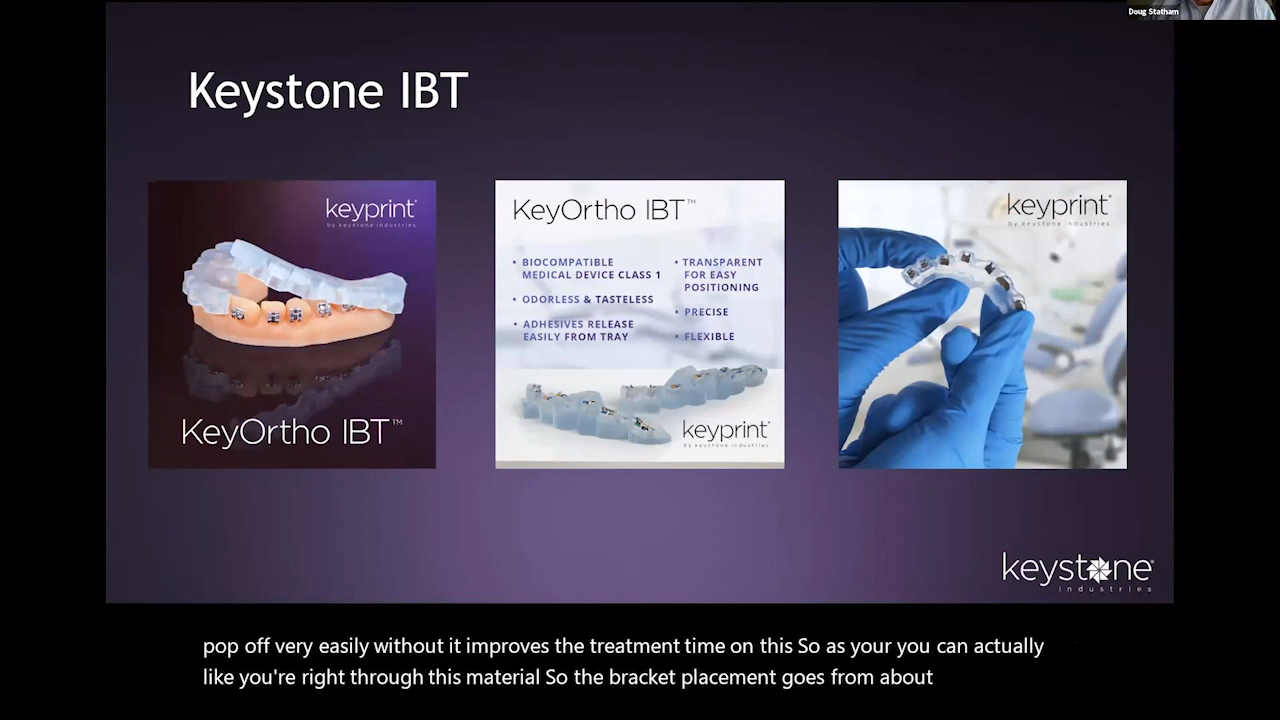 Doug Statham
Keystone IBT
keyprint®
by keystone industries
KeyOrtho IBT™
KeyOrtho IBT™
• BIOCOMPATIBLE
MEDICAL DEVICE CLASS 1
• ODORLESS & TASTELESS
• ADHESIVES RELEASE
EASILY FROM TRAY
• TRANSPARENT
FOR EASY
POSITIONING
• PRECISE
• FLEXIBLE
keyprint®
by keystone industries
keyprint®
by keystone industries
keystone®
industries
pop off very easily without it improves the treatment time on this So as your you can actually
like you're right through this material So the bracket placement goes from about